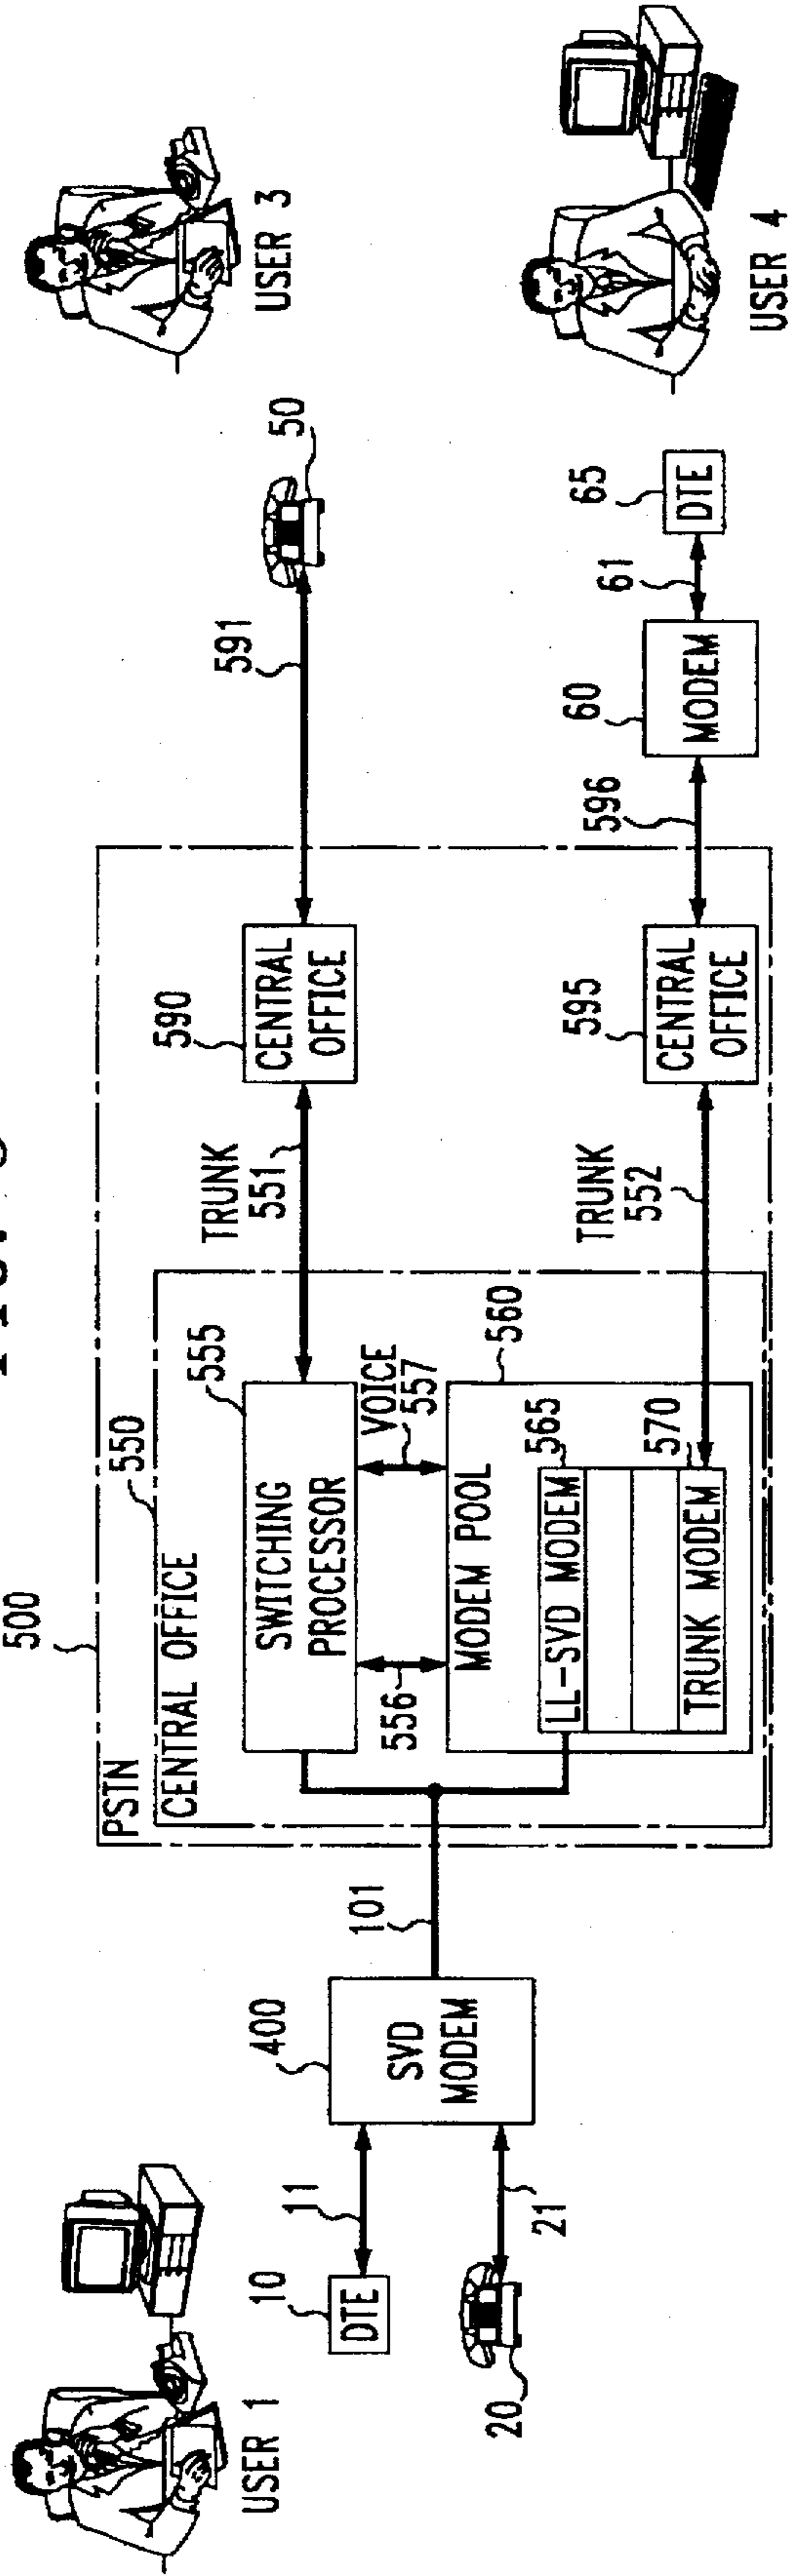 500
PSTN
550
CENTRAL OFFICE
USER 1
10
DTE
11
20
21
400
SVD
MODEM
101
555
SWITCHING
PROCESSOR
556
VOICE
557
560
MODEM POOL
LL-SVD MODEM
565
TRUNK MODEM
570
TRUNK
551
590
CENTRAL
OFFICE
591
50
USER 3
TRUNK
552
595
CENTRAL
OFFICE
596
60
MODEM
61
65
DTE
USER 4